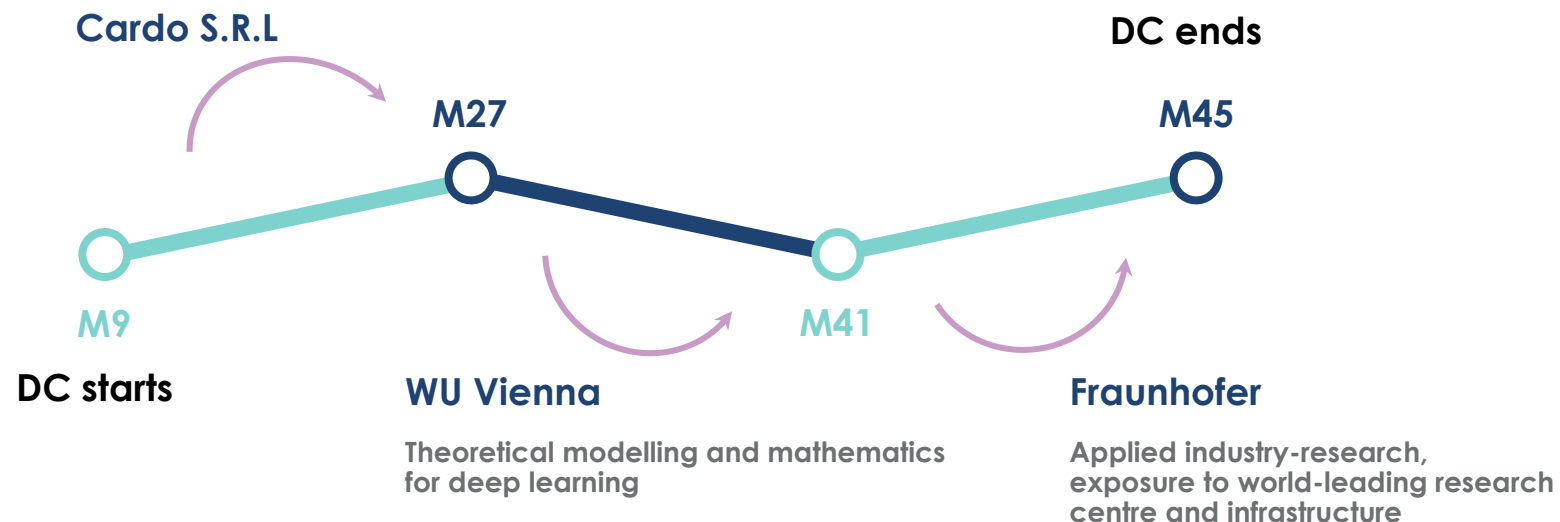 Cardo S.R.L
DC ends
M27
M45
M9
M41
DC starts
WU Vienna
Fraunhofer
Theoretical modelling and mathematics
for deep learning
Applied industry-research,
exposure to world-leading research
centre and infrastructure